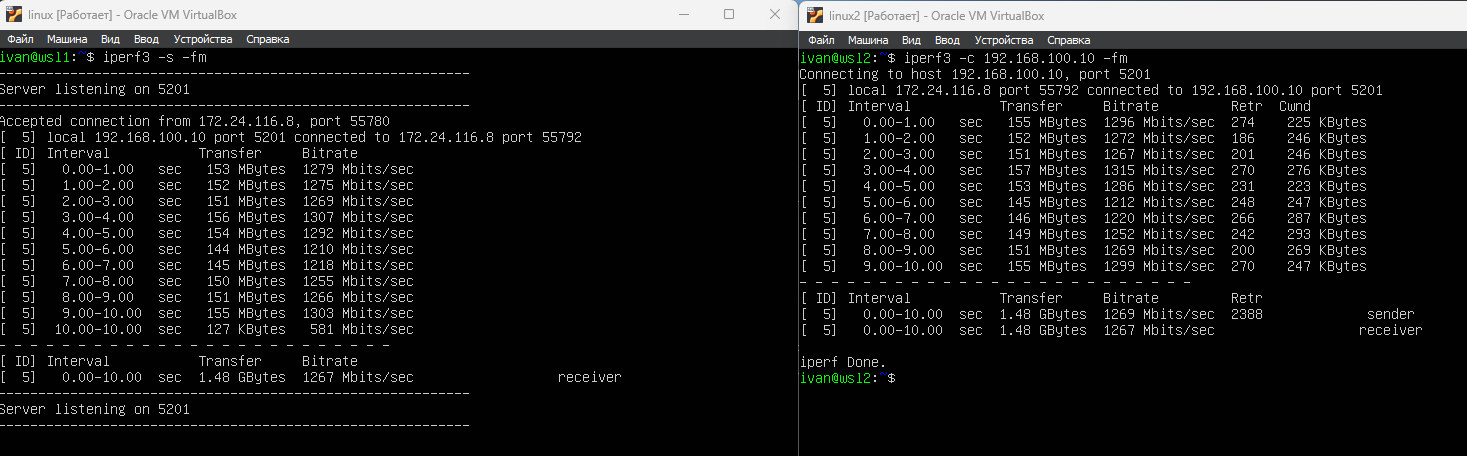 linux [Работает] - Oracle VM VirtualBox
Файл Машина Вид Ввод Устройства Справка
ivan@wsl1:~$ iperf3 -s -fm
-----------------------------------------------------------
Server listening on 5201
-----------------------------------------------------------
Accepted connection from 172.24.116.8, port 55780
[  5] local 192.168.100.10 port 5201 connected to 172.24.116.8 port 55792
[ ID] Interval           Transfer     Bitrate
[  5]   0.00-1.00   sec   153 MBytes  1279 Mbits/sec
[  5]   1.00-2.00   sec   152 MBytes  1275 Mbits/sec
[  5]   2.00-3.00   sec   151 MBytes  1269 Mbits/sec
[  5]   3.00-4.00   sec   156 MBytes  1307 Mbits/sec
[  5]   4.00-5.00   sec   154 MBytes  1292 Mbits/sec
[  5]   5.00-6.00   sec   144 MBytes  1210 Mbits/sec
[  5]   6.00-7.00   sec   145 MBytes  1218 Mbits/sec
[  5]   7.00-8.00   sec   150 MBytes  1255 Mbits/sec
[  5]   8.00-9.00   sec   151 MBytes  1266 Mbits/sec
[  5]   9.00-10.00  sec   155 MBytes  1303 Mbits/sec
[  5]  10.00-10.00  sec   127 KBytes   581 Mbits/sec
- - - - - - - - - - - - - - - - - - - - - - - - -
[ ID] Interval           Transfer     Bitrate
[  5]   0.00-10.00  sec  1.48 GBytes  1267 Mbits/sec                  receiver
-----------------------------------------------------------
Server listening on 5201
-----------------------------------------------------------
linux2 [Работает] - Oracle VM VirtualBox
Файл Машина Вид Ввод Устройства Справка
ivan@wsl2:~$ iperf3 -c 192.168.100.10 -fm
Connecting to host 192.168.100.10, port 5201
[  5] local 172.24.116.8 port 55792 connected to 192.168.100.10 port 5201
[ ID] Interval           Transfer     Bitrate         Retr  Cwnd
[  5]   0.00-1.00   sec   155 MBytes  1296 Mbits/sec  274    225 KBytes
[  5]   1.00-2.00   sec   152 MBytes  1272 Mbits/sec  186    246 KBytes
[  5]   2.00-3.00   sec   151 MBytes  1267 Mbits/sec  201    246 KBytes
[  5]   3.00-4.00   sec   157 MBytes  1315 Mbits/sec  270    276 KBytes
[  5]   4.00-5.00   sec   153 MBytes  1286 Mbits/sec  231    223 KBytes
[  5]   5.00-6.00   sec   145 MBytes  1212 Mbits/sec  248    247 KBytes
[  5]   6.00-7.00   sec   146 MBytes  1220 Mbits/sec  266    287 KBytes
[  5]   7.00-8.00   sec   149 MBytes  1252 Mbits/sec  242    293 KBytes
[  5]   8.00-9.00   sec   151 MBytes  1269 Mbits/sec  200    269 KBytes
[  5]   9.00-10.00  sec   155 MBytes  1299 Mbits/sec  270    247 KBytes
- - - - - - - - - - - - - - - - - - - - - - - - -
[ ID] Interval           Transfer     Bitrate         Retr
[  5]   0.00-10.00  sec  1.48 GBytes  1269 Mbits/sec  2388             sender
[  5]   0.00-10.00  sec  1.48 GBytes  1267 Mbits/sec                  receiver
iperf Done.
ivan@wsl2:~$